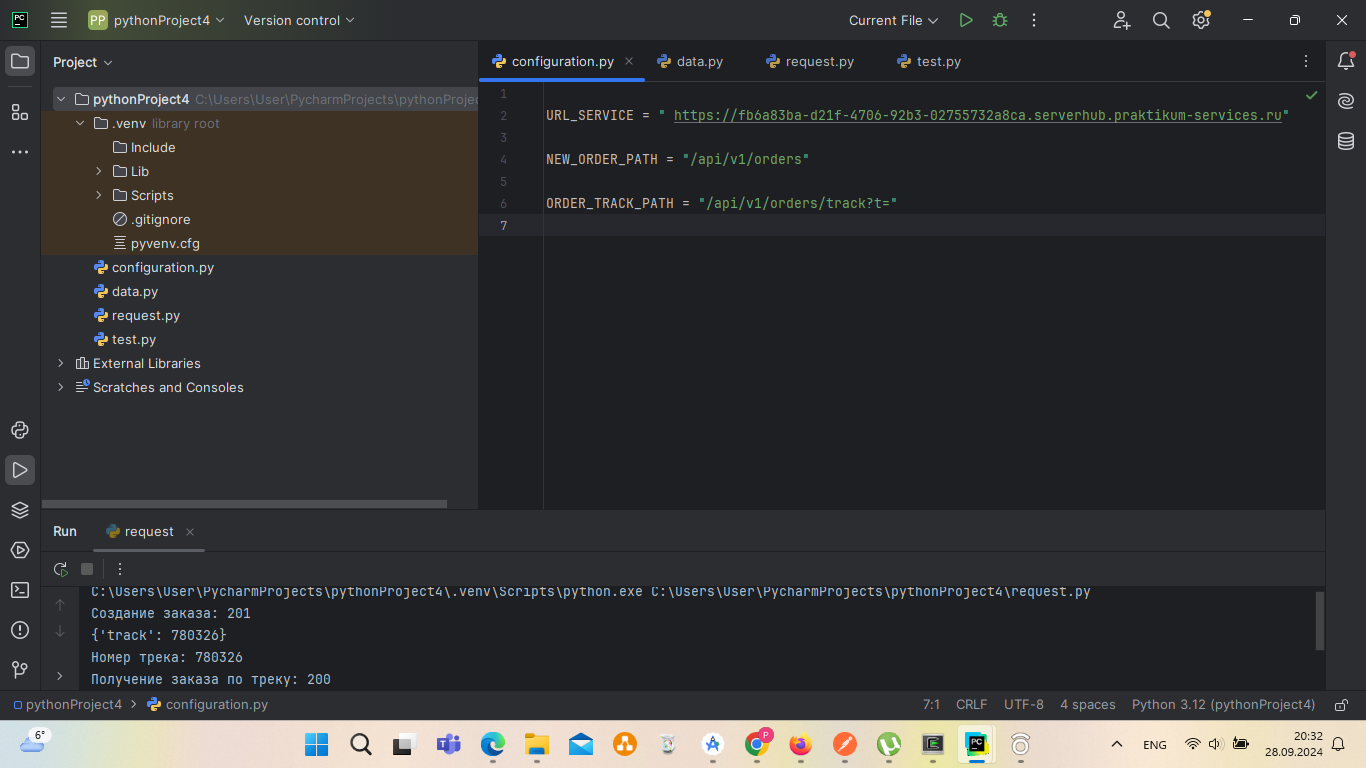 PC
PP pythonProject4
Version control
Current File
Project
configuration.py
data.py
request.py
test.py
pythonProject4 C:\Users\User\PycharmProjects\pythonProjec
.venv library root
Include
Lib
Scripts
.gitignore
pyvenv.cfg
configuration.py
data.py
request.py
test.py
External Libraries
Scratches and Consoles
1
2 URL_SERVICE = " https://fb6a83ba-d21f-4706-92b3-02755732a8ca.serverhub.praktikum-services.ru"
3
4 NEW_ORDER_PATH = "/api/v1/orders"
5
6 ORDER_TRACK_PATH = "/api/v1/orders/track?t="
7
Run
request
C:\Users\User\PycharmProjects\pythonProject4\.venv\Scripts\python.exe C:\Users\User\PycharmProjects\pythonProject4\request.py
Создание заказа: 201
{'track': 780326}
Номер трека: 780326
Получение заказа по треку: 200
pythonProject4 > configuration.py
7:1 CRLF UTF-8 4 spaces Python 3.12 (pythonProject4)
6°
P
PC
ENG
20:32
28.09.2024